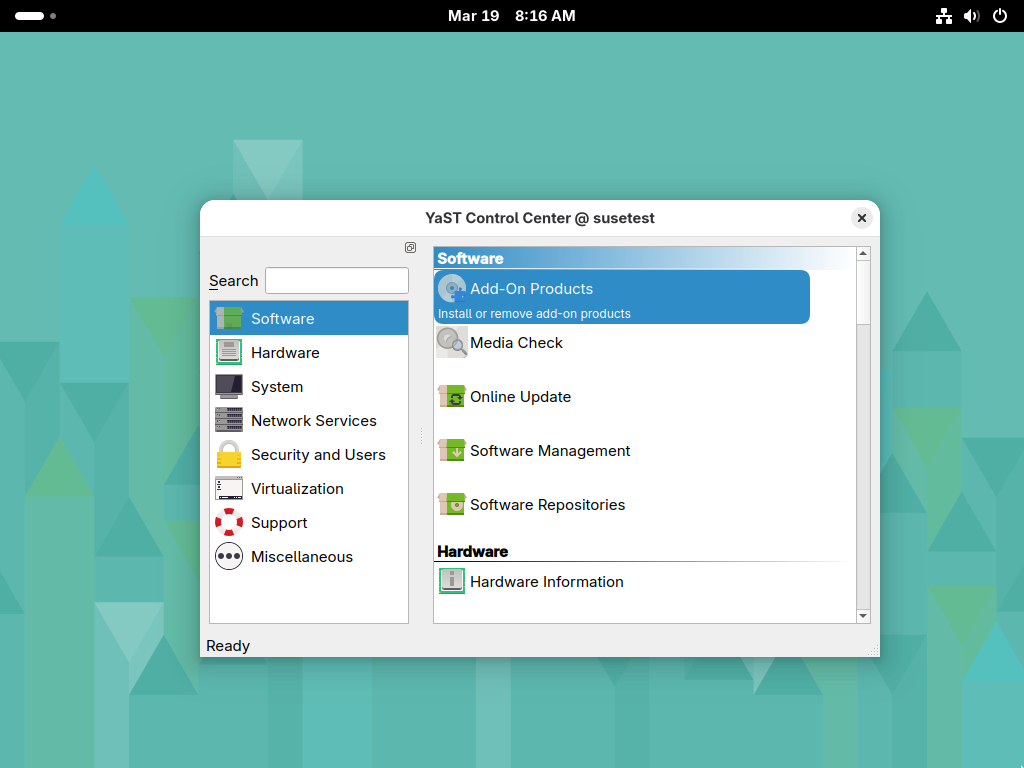 Mar 19 8:16 AM
YaST Control Center @ susetest
Search
Software
Hardware
System
Network Services
Security and Users
Virtualization
Support
Miscellaneous
Software
Add-On Products
Install or remove add-on products
Media Check
Online Update
Software Management
Software Repositories
Hardware
Hardware Information
Ready